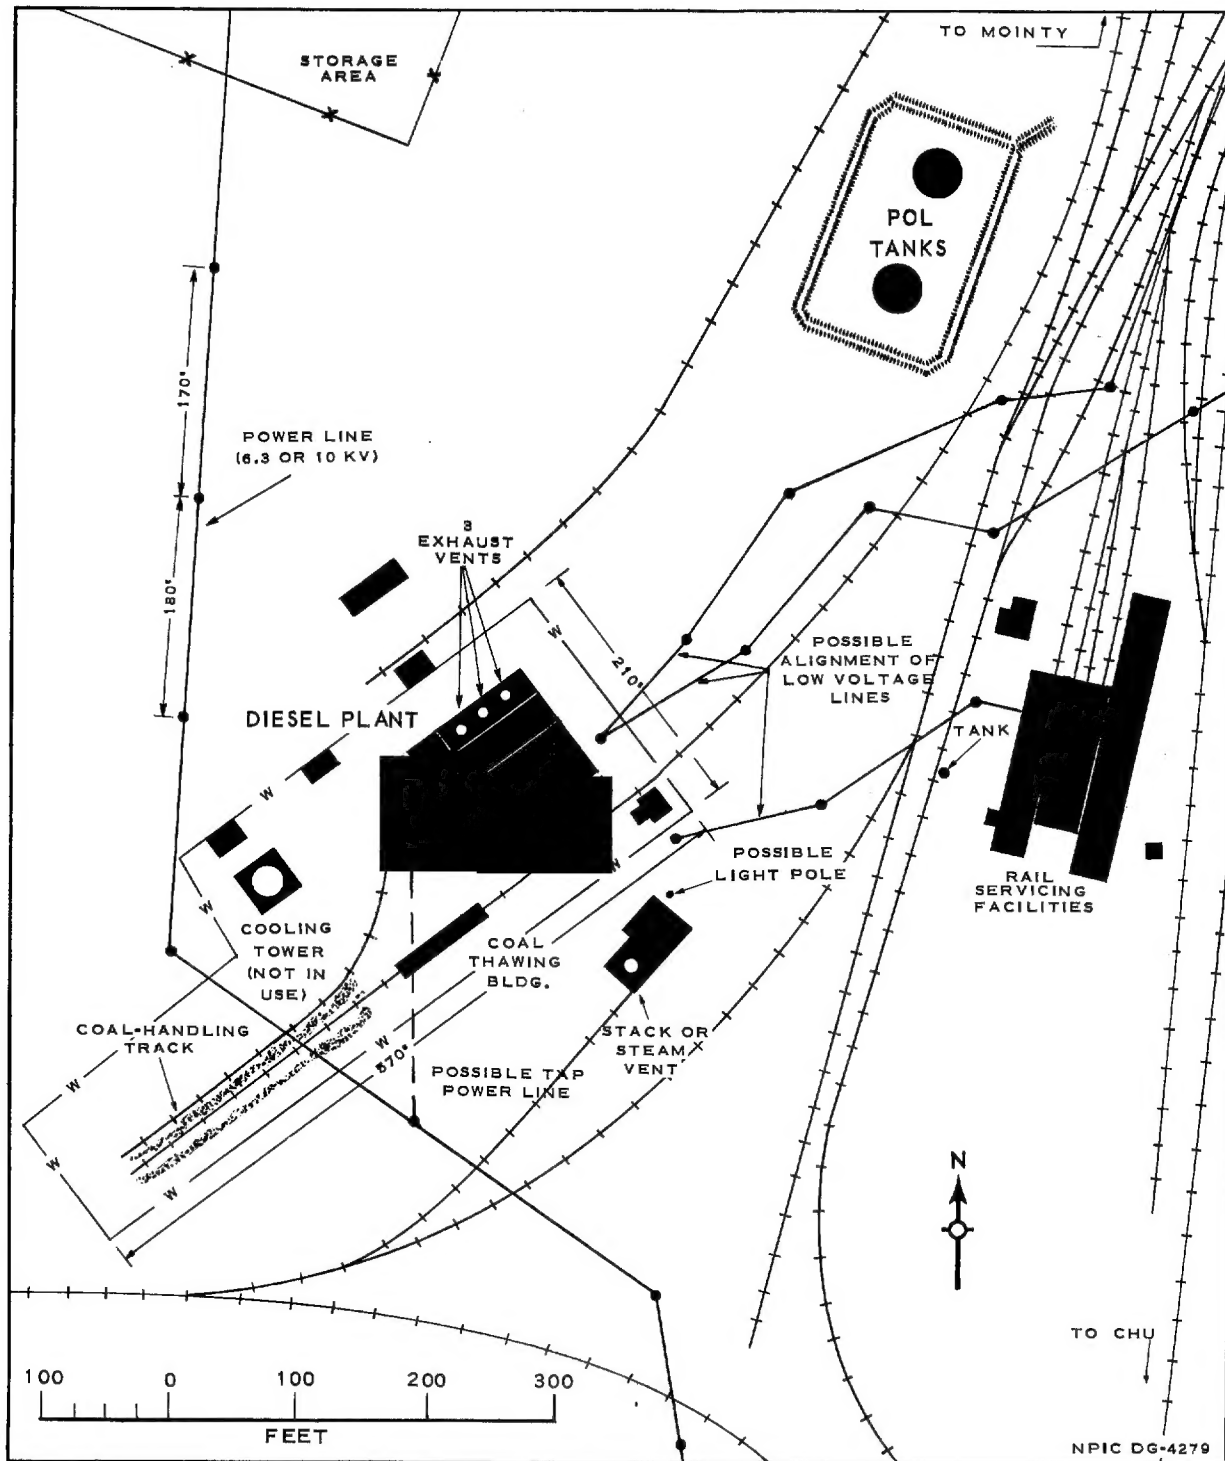 TO MOINTY
STORAGE
AREA
POL
TANKS
170'
POWER LINE
(6.3 OR 10 KV)
3
EXHAUST
VENTS
180'
210'
POSSIBLE
ALIGNMENT OF
LOW VOLTAGE
LINES
DIESEL PLANT
TANK
W
W
W
W
W
W
W
W
W
W
POSSIBLE
LIGHT POLE
RAIL
SERVICING
FACILITIES
COOLING
TOWER
(NOT IN
USE)
COAL
THAWING
BLDG.
COAL-HANDLING
TRACK
570'
STACK OR
STEAM
VENT
POSSIBLE TAP
POWER LINE
N
TO CHU
100 0 100 200 300
FEET
NPIC DG-4279